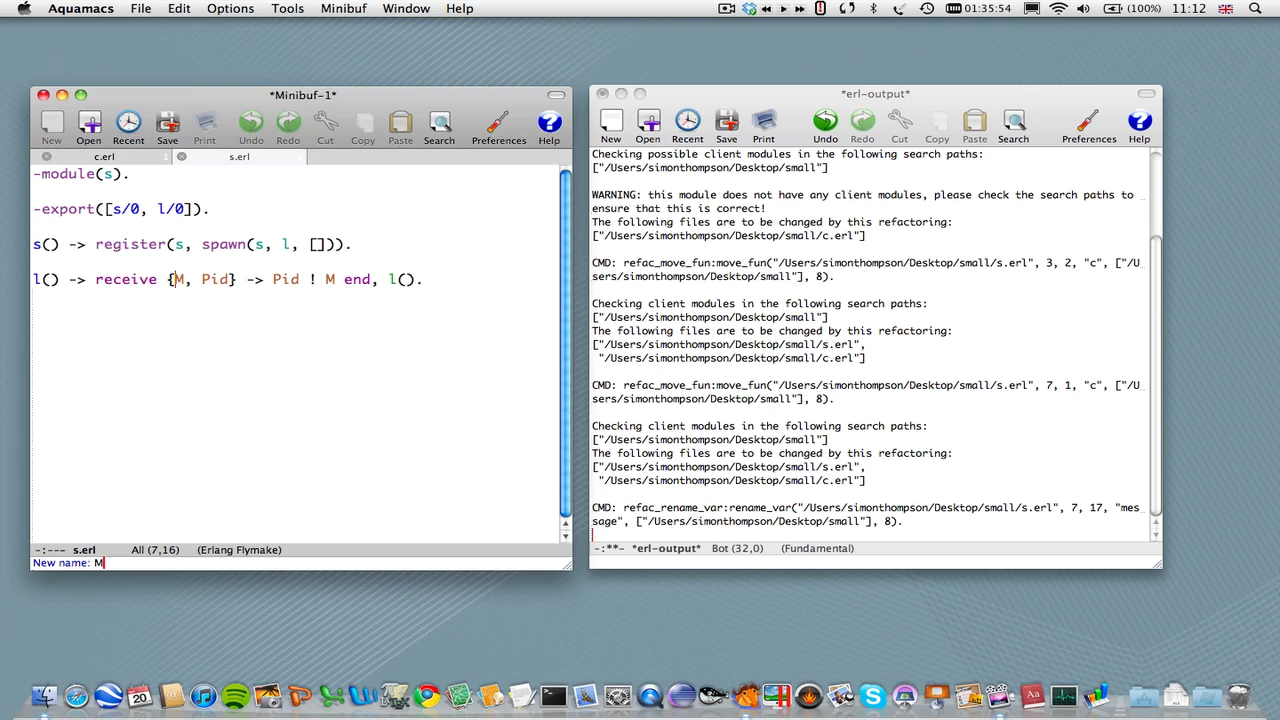 Aquamacs File Edit Options Tools Minibuf Window Help
01:35:54 (100%) 11:12
*Minibuf-1*
New Open Recent Save Print Undo Redo Cut Copy Paste Search Preferences Help
c.erl s.erl
-module(s).
-export([s/0, l/0]).
s() -> register(s, spawn(s, l, [])).
l() -> receive {M, Pid} -> Pid ! M end, l().
-:--- s.erl All (7,16) (Erlang Flymake)
New name: M
*erl-output*
New Open Recent Save Print Undo Redo Cut Copy Paste Search Preferences Help
Checking possible client modules in the following search paths:
["/Users/simonthompson/Desktop/small"]
WARNING: this module does not have any client modules, please check the search paths to
ensure that this is correct!
The following files are to be changed by this refactoring:
["/Users/simonthompson/Desktop/small/c.erl"]
CMD: refac_move_fun:move_fun("/Users/simonthompson/Desktop/small/s.erl", 3, 2, "c", ["/U
sers/simonthompson/Desktop/small"], 8).
Checking client modules in the following search paths:
["/Users/simonthompson/Desktop/small"]
The following files are to be changed by this refactoring:
["/Users/simonthompson/Desktop/small/s.erl",
"/Users/simonthompson/Desktop/small/c.erl"]
CMD: refac_move_fun:move_fun("/Users/simonthompson/Desktop/small/s.erl", 7, 1, "c", ["/U
sers/simonthompson/Desktop/small"], 8).
Checking client modules in the following search paths:
["/Users/simonthompson/Desktop/small"]
The following files are to be changed by this refactoring:
["/Users/simonthompson/Desktop/small/s.erl",
"/Users/simonthompson/Desktop/small/c.erl"]
CMD: refac_rename_var:rename_var("/Users/simonthompson/Desktop/small/s.erl", 7, 17, "mes
sage", ["/Users/simonthompson/Desktop/small"], 8).
-:**- *erl-output* Bot (32,0) (Fundamental)
20